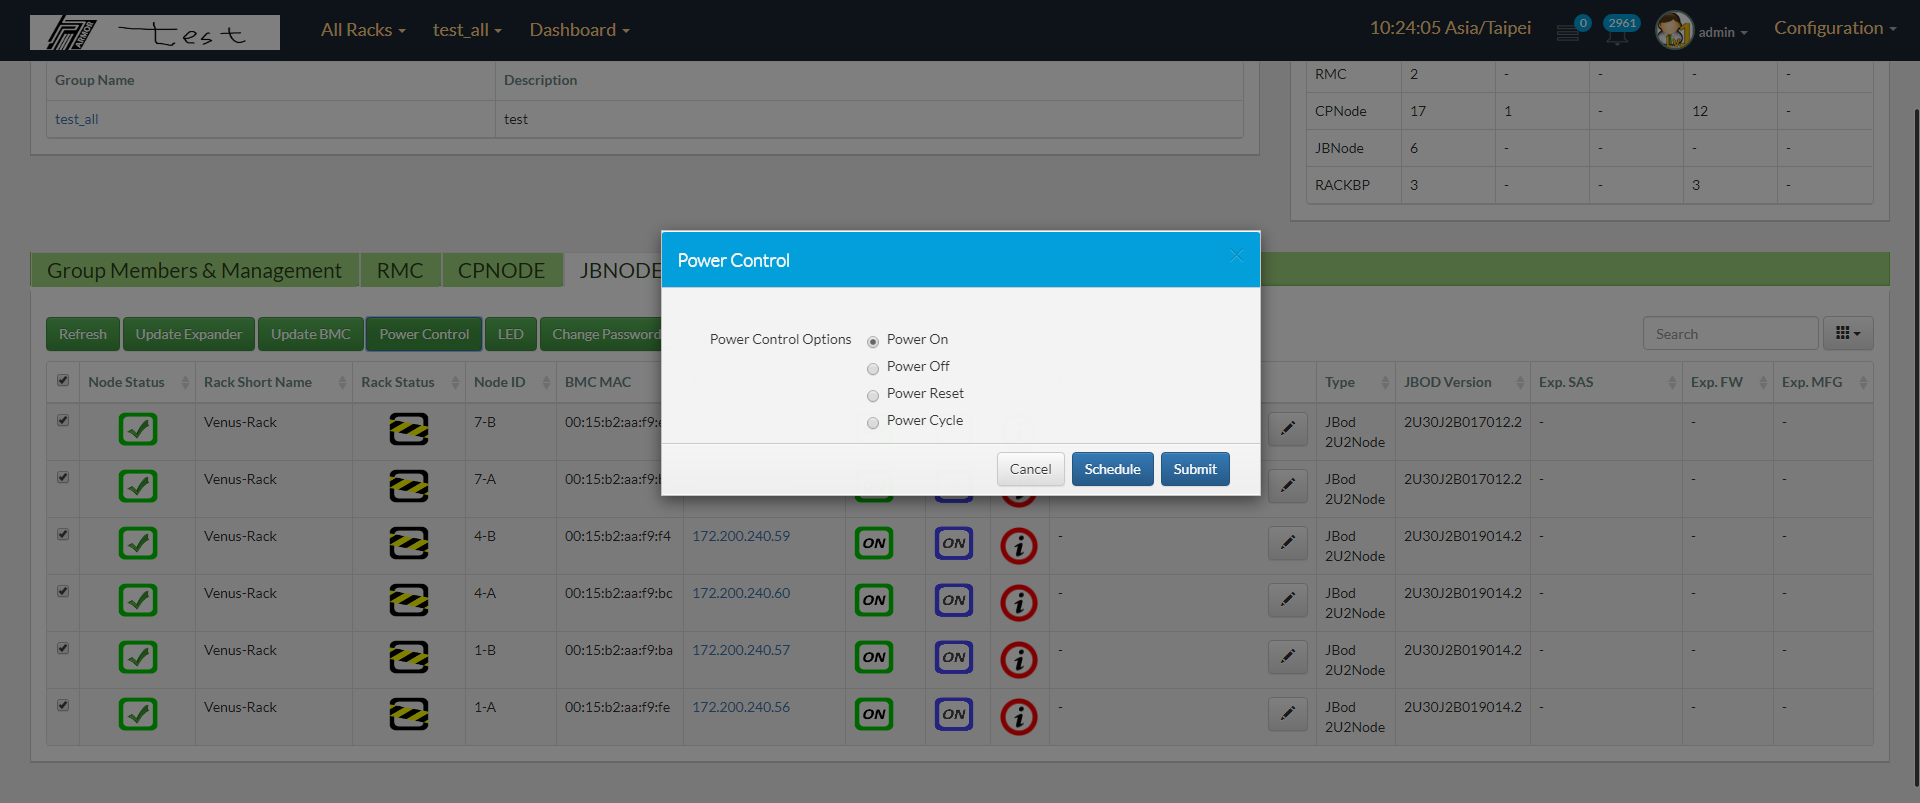 ARMOR test All Racks test_all Dashboard 10:24:05 Asia/Taipei 0 2961 admin Configuration
Group Name Description
test_all test
RMC 2 - - - -
CPNode 17 1 - 12 -
JBNode 6 - - - -
RACKBP 3 - - 3 -
Group Members & Management RMC CPNODE JBNODE
Refresh Update Expander Update BMC Power Control LED Change Password Search
Node Status Rack Short Name Rack Status Node ID BMC MAC Type JBOD Version Exp. SAS Exp. FW Exp. MFG
Venus-Rack 7-B 00:15:b2:aa:f9: JBod 2U2Node 2U30J2B017012.2 - - -
Venus-Rack 7-A 00:15:b2:aa:f9: JBod 2U2Node 2U30J2B017012.2 - - -
Venus-Rack 4-B 00:15:b2:aa:f9:f4 172.200.240.59 ON ON i - JBod 2U2Node 2U30J2B019014.2 - - -
Venus-Rack 4-A 00:15:b2:aa:f9:bc 172.200.240.60 ON ON i - JBod 2U2Node 2U30J2B019014.2 - - -
Venus-Rack 1-B 00:15:b2:aa:f9:ba 172.200.240.57 ON ON i - JBod 2U2Node 2U30J2B019014.2 - - -
Venus-Rack 1-A 00:15:b2:aa:f9:fe 172.200.240.56 ON ON i - JBod 2U2Node 2U30J2B019014.2 - - -
Power Control
Power Control Options Power On
Power Off
Power Reset
Power Cycle
Cancel Schedule Submit